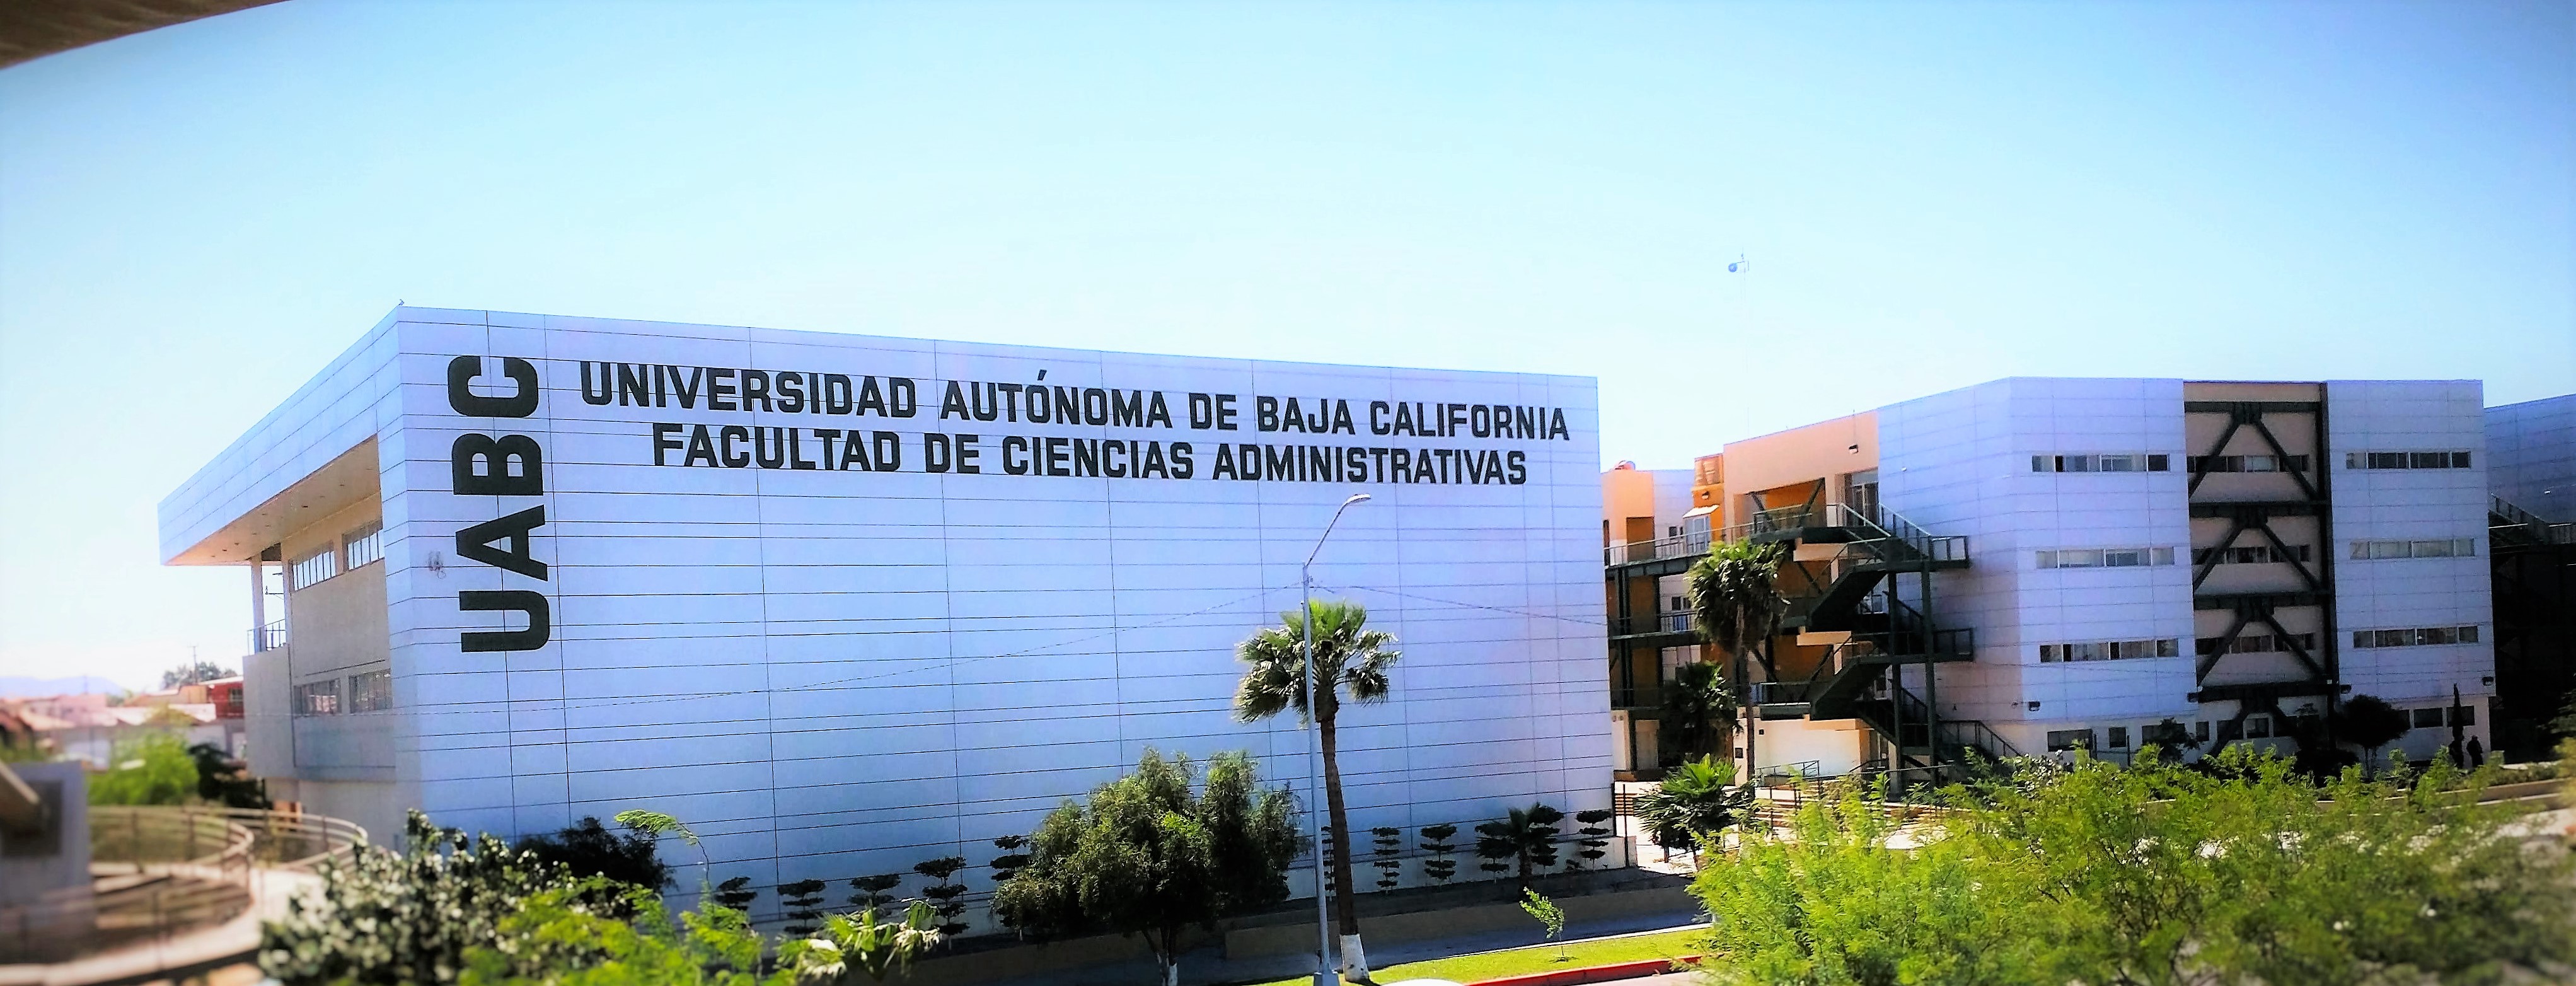 UABC
UNIVERSIDAD AUTÓNOMA DE BAJA CALIFORNIA
FACULTAD DE CIENCIAS ADMINISTRATIVAS